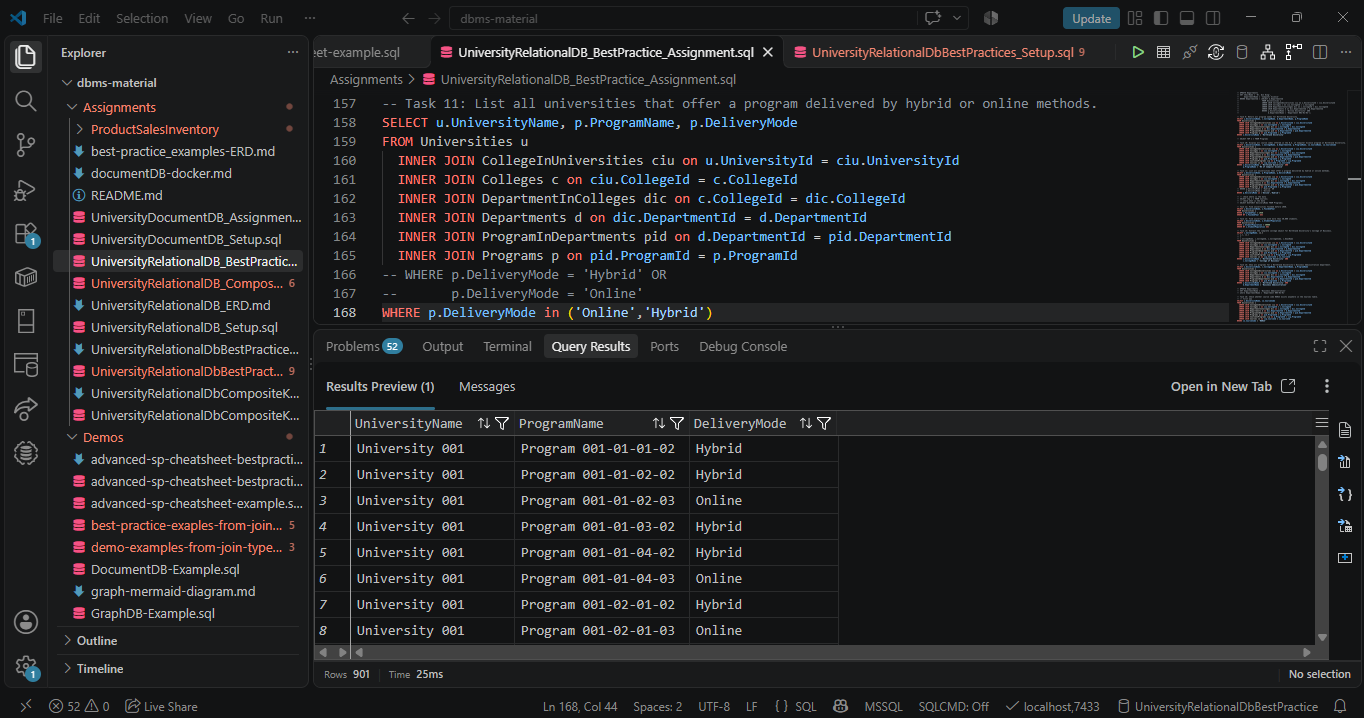 File Edit Selection View Go Run ··· dbms-material Update
Explorer ···
dbms-material
Assignments
ProductSalesInventory
best-practice_examples-ERD.md
documentDB-docker.md
README.md
UniversityDocumentDB_Assignmen...
UniversityDocumentDB_Setup.sql
UniversityRelationalDB_BestPractic...
UniversityRelationalDB_Compos... 6
UniversityRelationalDB_ERD.md
UniversityRelationalDB_Setup.sql
UniversityRelationalDbBestPractice...
UniversityRelationalDbBestPract... 9
UniversityRelationalDbCompositeK...
UniversityRelationalDbCompositeK...
Demos
advanced-sp-cheatsheet-bestpracti...
advanced-sp-cheatsheet-bestpracti...
advanced-sp-cheatsheet-example.s...
best-practice-exaples-from-join... 5
demo-examples-from-join-type... 3
DocumentDB-Example.sql
graph-mermaid-diagram.md
GraphDB-Example.sql
Outline
Timeline
1
1
eet-example.sql UniversityRelationalDB_BestPractice_Assignment.sql UniversityRelationalDbBestPractices_Setup.sql 9
Assignments > UniversityRelationalDB_BestPractice_Assignment.sql
157 -- Task 11: List all universities that offer a program delivered by hybrid or online methods.
158 SELECT u.UniversityName, p.ProgramName, p.DeliveryMode
159 FROM Universities u
160 INNER JOIN CollegeInUniversities ciu on u.UniversityId = ciu.UniversityId
161 INNER JOIN Colleges c on ciu.CollegeId = c.CollegeId
162 INNER JOIN DepartmentInColleges dic on c.CollegeId = dic.CollegeId
163 INNER JOIN Departments d on dic.DepartmentId = d.DepartmentId
164 INNER JOIN ProgramInDepartments pid on d.DepartmentId = pid.DepartmentId
165 INNER JOIN Programs p on pid.ProgramId = p.ProgramId
166 -- WHERE p.DeliveryMode = 'Hybrid' OR
167 -- p.DeliveryMode = 'Online'
168 WHERE p.DeliveryMode in ('Online','Hybrid')
Problems 52 Output Terminal Query Results Ports Debug Console
Results Preview (1) Messages Open in New Tab
UniversityName ProgramName DeliveryMode
1 University 001 Program 001-01-01-02 Hybrid
2 University 001 Program 001-01-02-02 Hybrid
3 University 001 Program 001-01-02-03 Online
4 University 001 Program 001-01-03-02 Hybrid
5 University 001 Program 001-01-04-02 Hybrid
6 University 001 Program 001-01-04-03 Online
7 University 001 Program 001-02-01-02 Hybrid
8 University 001 Program 001-02-01-03 Online
Rows 901 Time 25ms No selection
52 0 Live Share Ln 168, Col 44 Spaces: 2 UTF-8 LF { } SQL MSSQL SQLCMD: Off localhost,7433 UniversityRelationalDbBestPractice